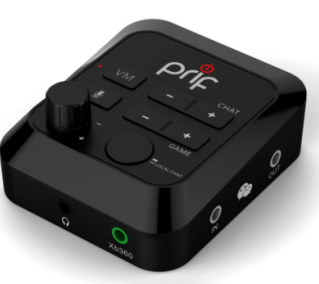 prif
VM
- + CHAT
- + GAME
+ -
- LOCAL CHAT
IN
OUT
Xb360